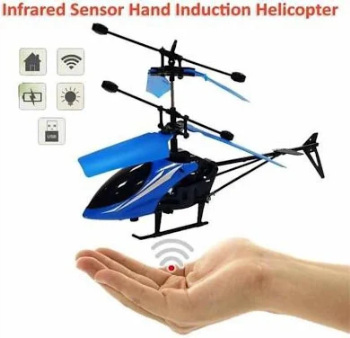 Infrared Sensor Hand Induction Helicopter
USB